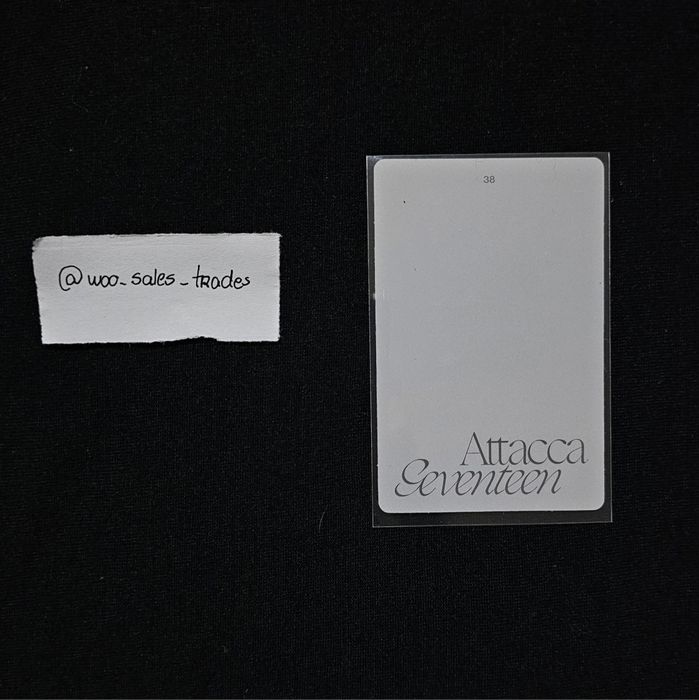 @woo_sales_trades
38
Attacca
Seventeen